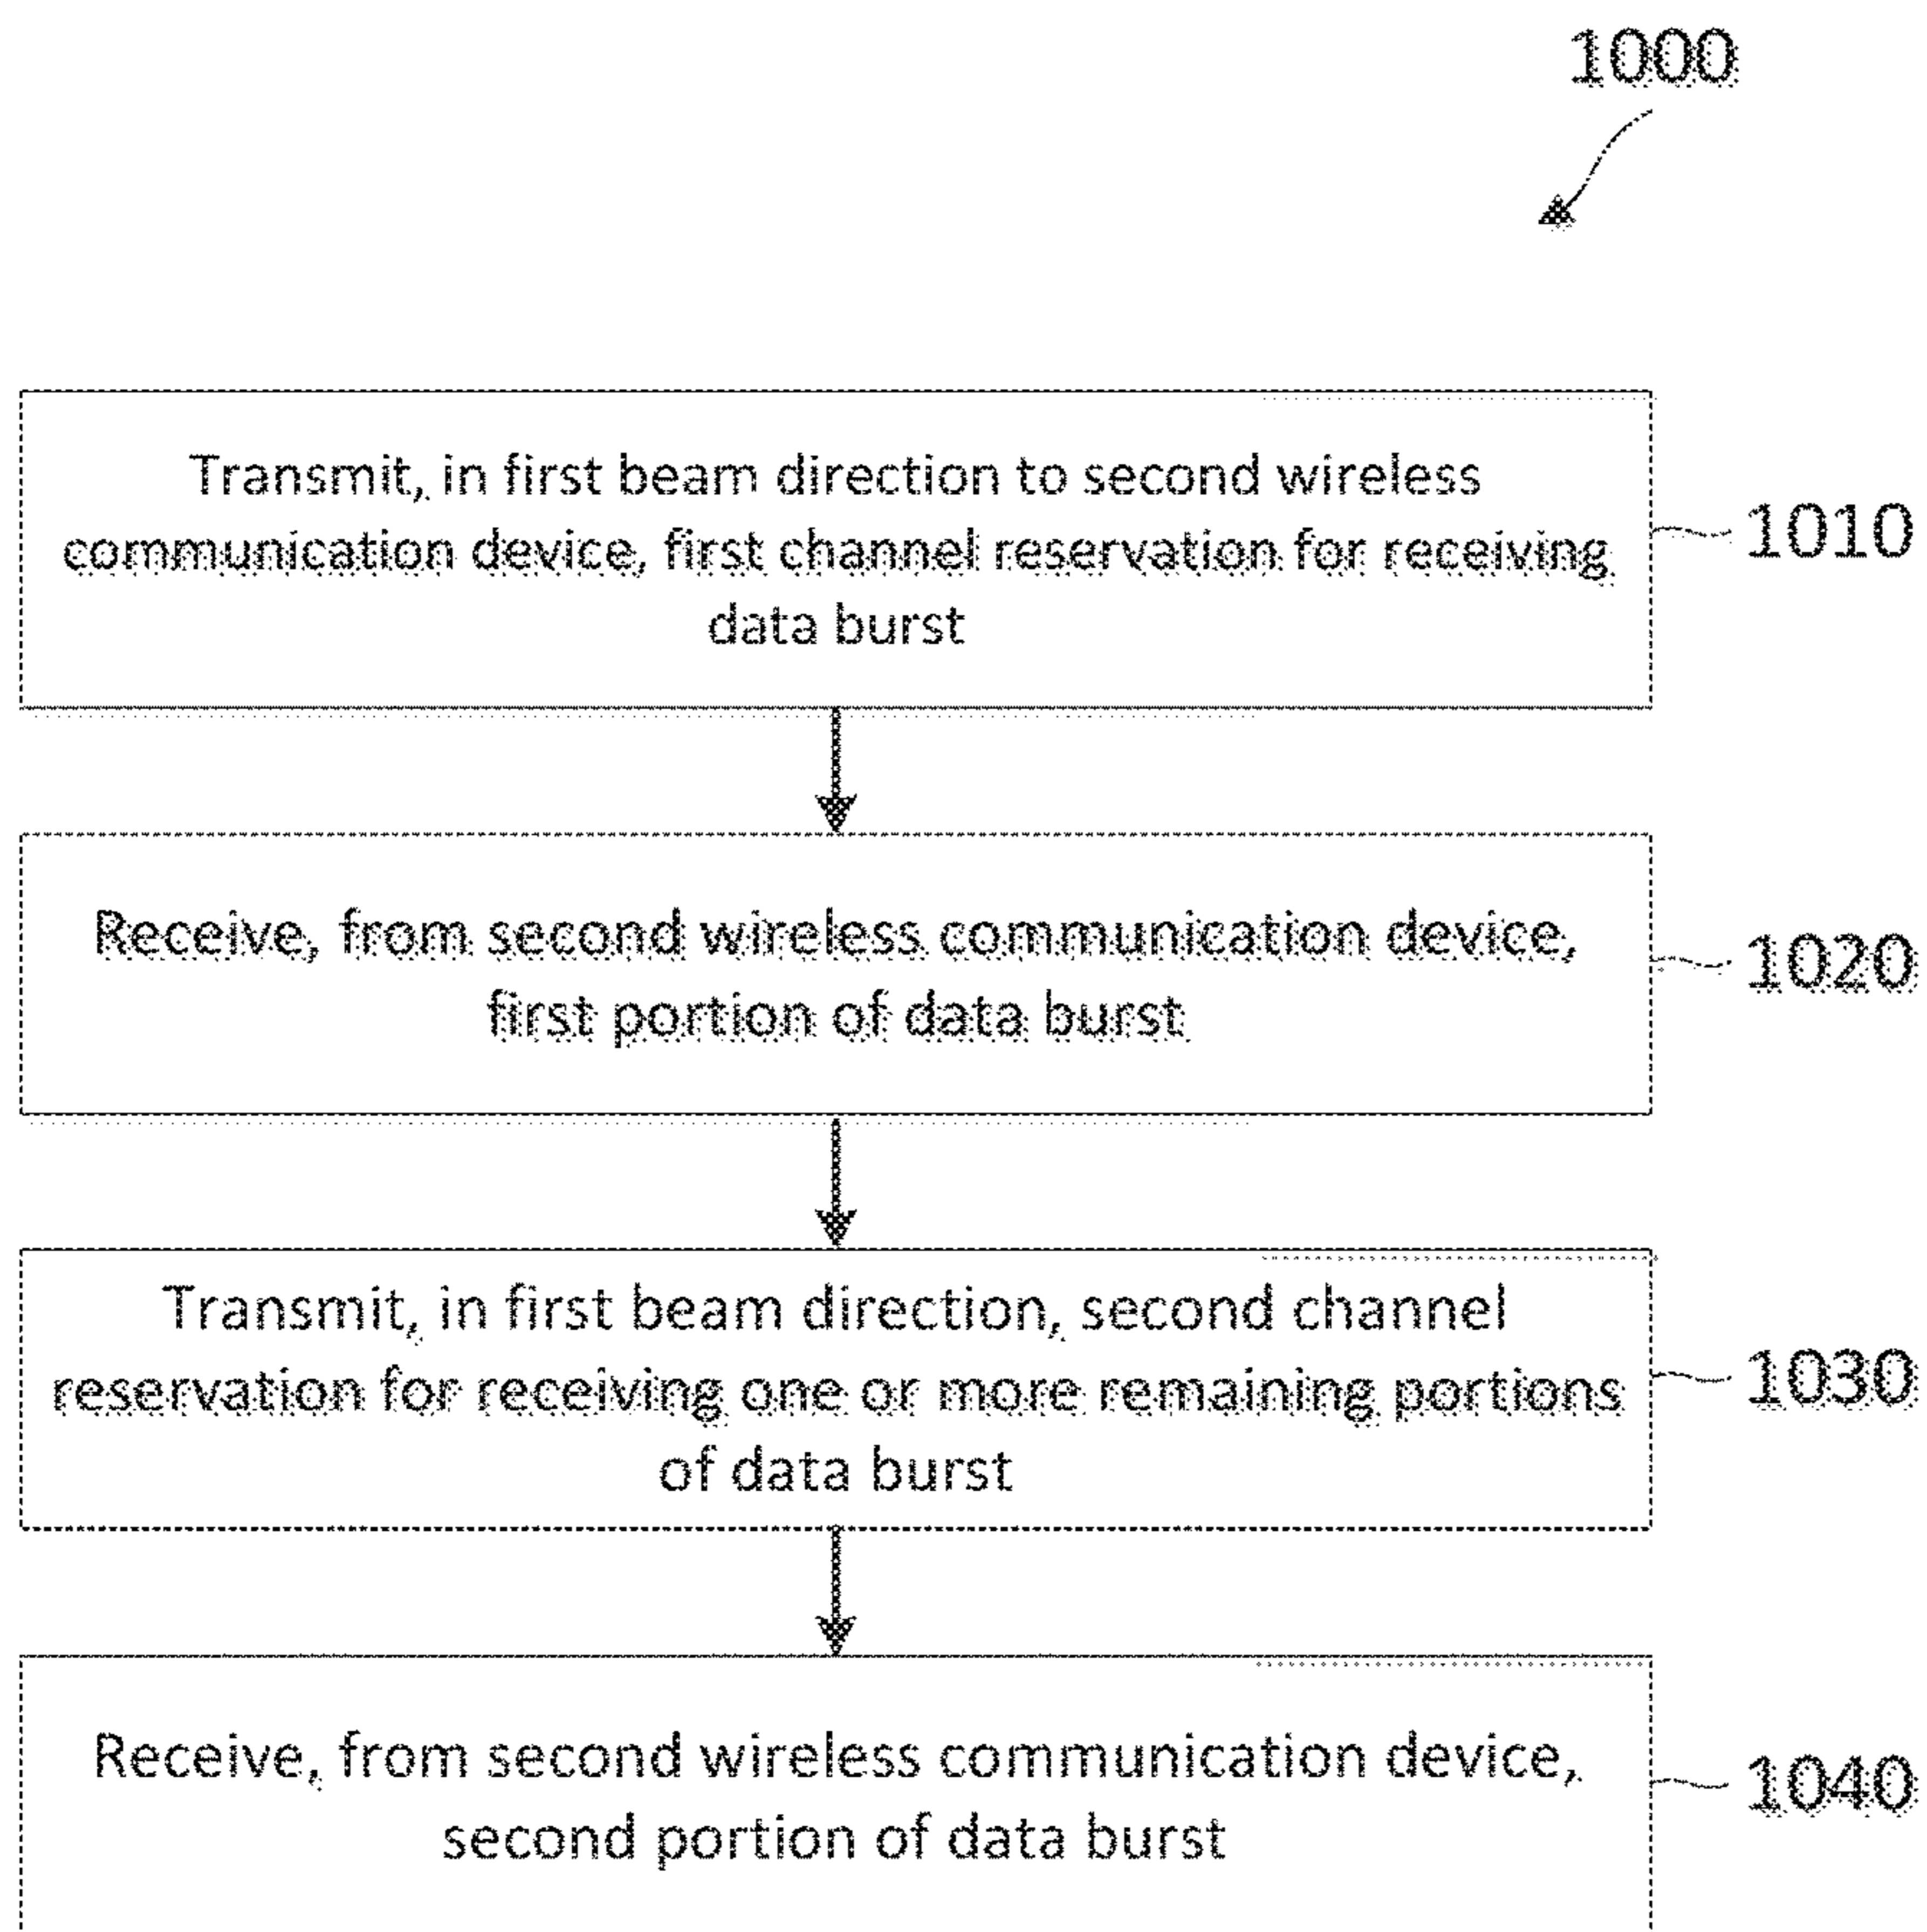 1000
Transmit, in first beam direction to second wireless
communication device, first channel reservation for receiving
data burst
1010
Receive, from second wireless communication device,
first portion of data burst
1020
Transmit, in first beam direction, second channel
reservation for receiving one or more remaining portions
of data burst
1030
Receive, from second wireless communication device,
second portion of data burst
1040